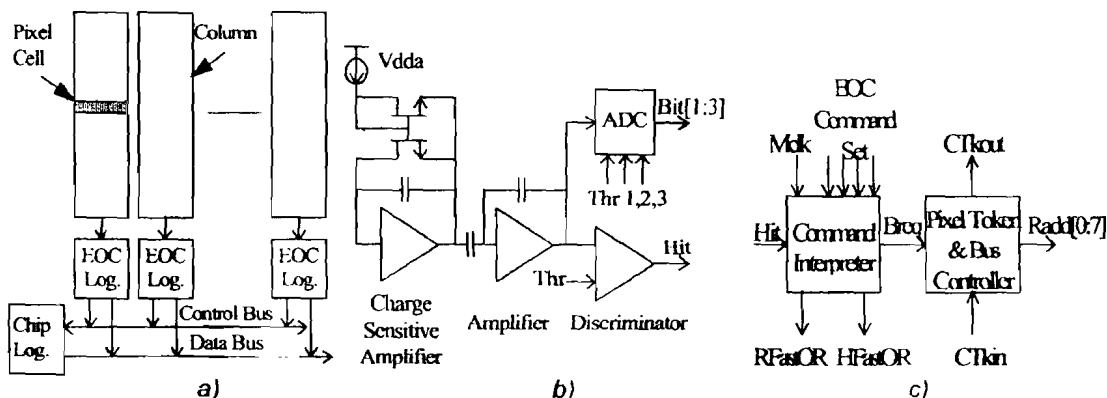 Pixel
Cell
Column
EOC
Log.
EOC
Log.
EOC
Log.
Chip
Log.
Control Bus
Data Bus
a)
Vdda
ADC
Bit[1:3]
Thr 1,2,3
Hit
Thr
Charge
Sensitive
Amplifier
Amplifier
Discriminator
b)
EOC
Command
Set
Mclk
CTkout
Hit
Command
Interpreter
Breq
Pixel Token
& Bus
Controller
Radd[0:7]
RFastOR
HFastOR
CTkin
c)